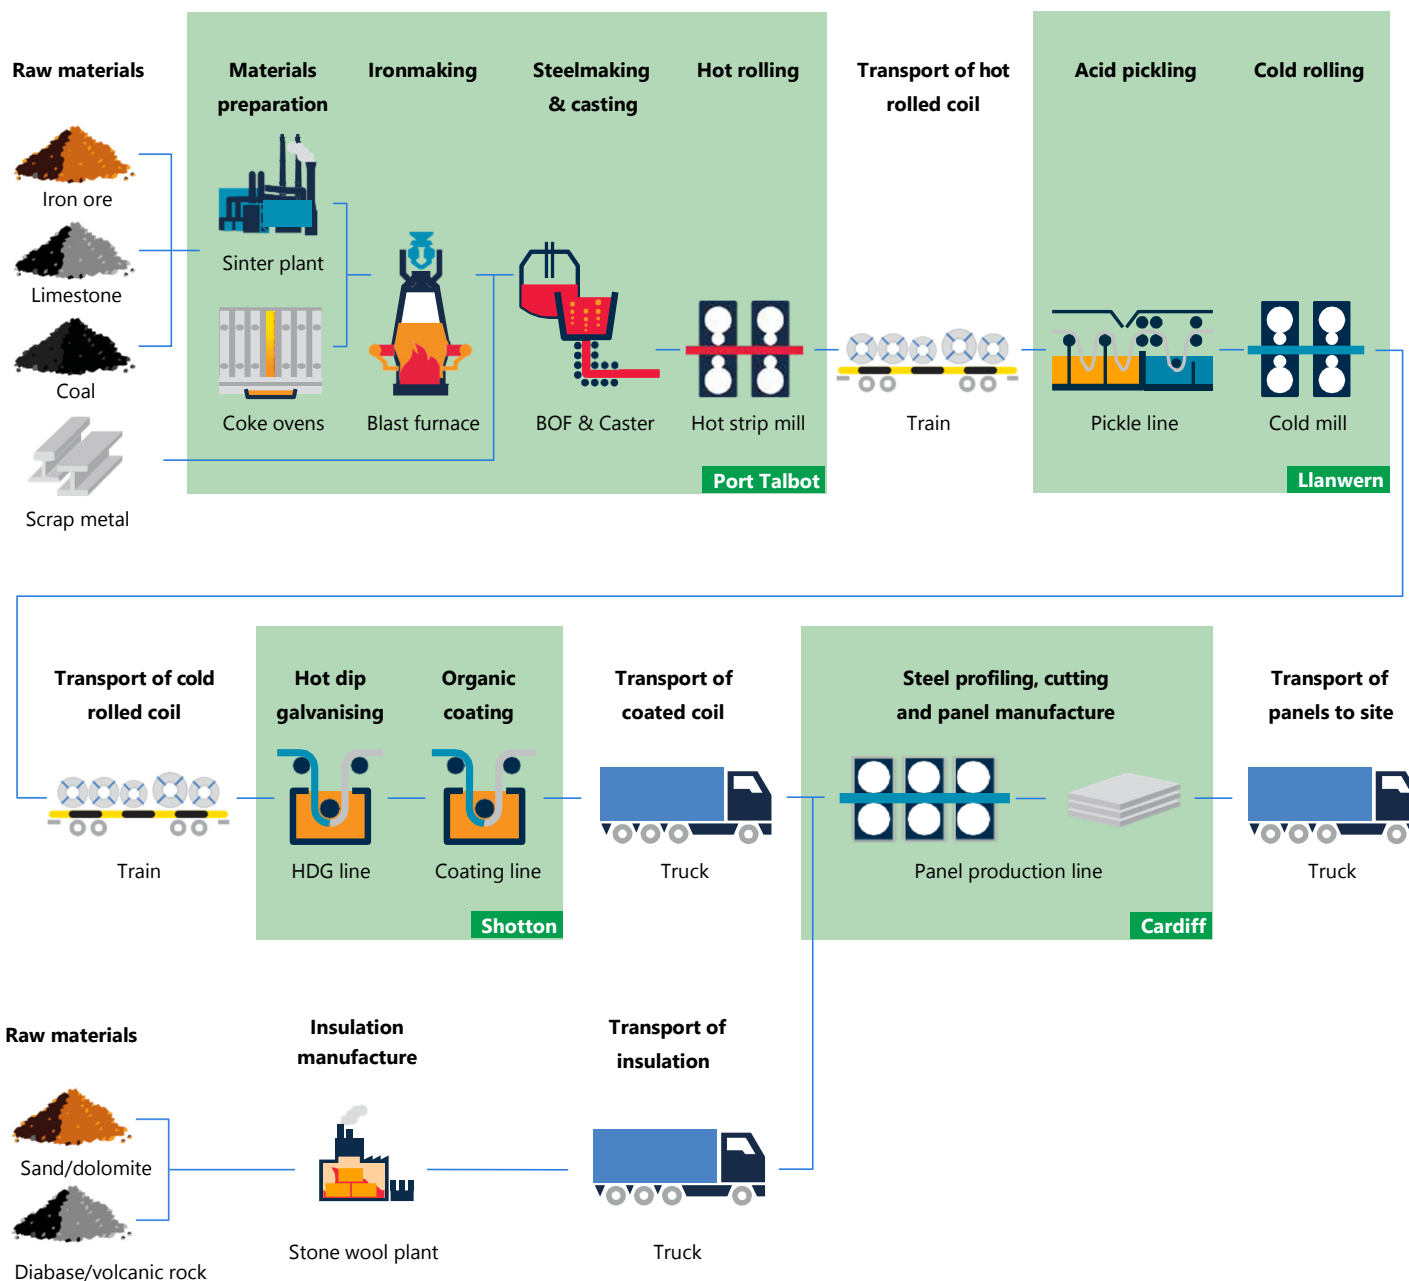 Raw materials
Materials
preparation
Ironmaking
Steelmaking
& casting
Hot rolling
Transport of hot
rolled coil
Acid pickling
Cold rolling
Iron ore
Limestone
Coal
Scrap metal
Sinter plant
Coke ovens
Blast furnace
BOF & Caster
Hot strip mill
Train
Pickle line
Cold mill
Port Talbot
Llanwern
Transport of cold
rolled coil
Hot dip
galvanising
Organic
coating
Transport of
coated coil
Steel profiling, cutting
and panel manufacture
Transport of
panels to site
Train
HDG line
Coating line
Truck
Panel production line
Truck
Shotton
Cardiff
Raw materials
Insulation
manufacture
Transport of
insulation
Sand/dolomite
Diabase/volcanic rock
Stone wool plant
Truck